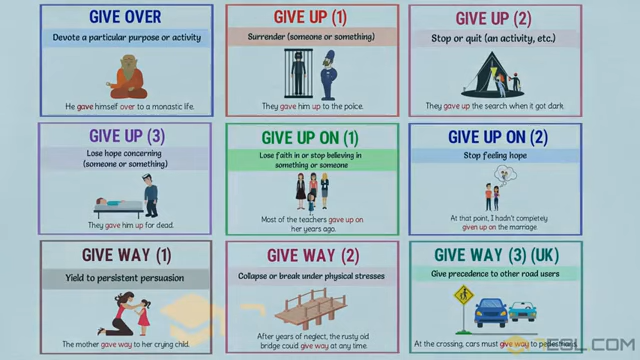 GIVE OVER
Devote a particular purpose or activity
He gave himself over to a monastic life.
GIVE UP (1)
Surrender (someone or something)
They gave him up to the poice.
GIVE UP (2)
Stop or quit (an activity, etc.)
They gave up the search when it got dark.
GIVE UP (3)
Lose hope concerning
(someone or something)
They gave him up for dead.
GIVE UP ON (1)
Lose faith in or stop believing in
something or someone
Most of the teachers gave up on
her years ago.
GIVE UP ON (2)
Stop feeling hope
At that point, I hadn't completely
given up on the marriage.
GIVE WAY (1)
Yield to persistent persuasion
The mother gave way to her crying child.
GIVE WAY (2)
Collapse or break under physical stresses
After years of neglect, the rusty old
bridge could give way at any time.
GIVE WAY (3) (UK)
Give precedence to other road users
At the crossing, cars must give way to pedestrians.
7ESL.COM